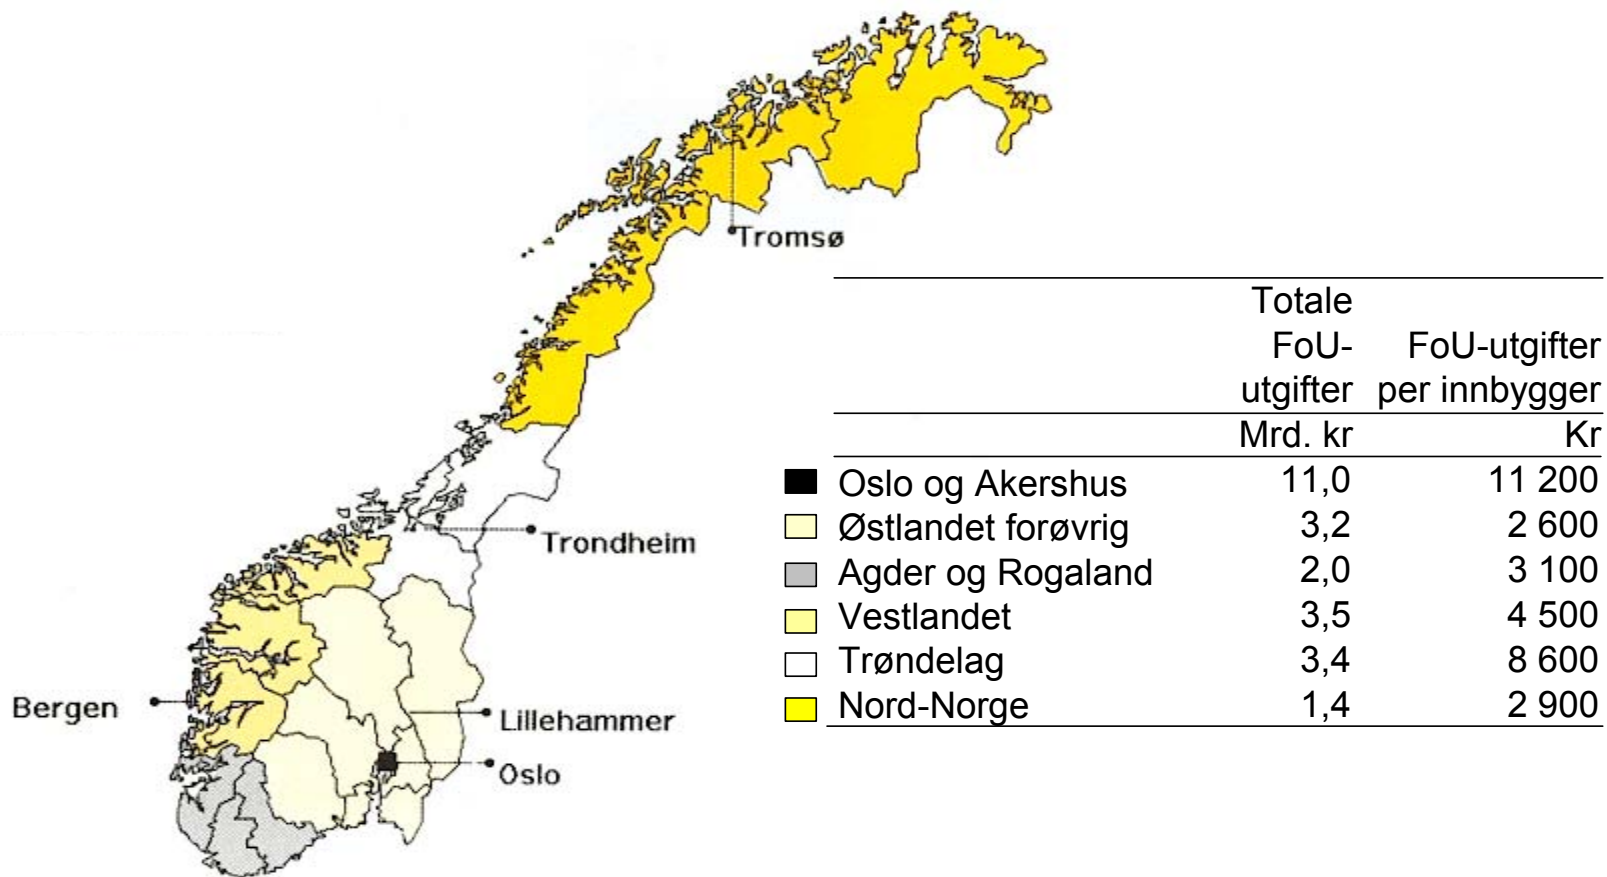 Tromsø
Trondheim
Bergen
Lillehammer
Oslo
Totale
FoU- FoU-utgifter
utgifter per innbygger
Mrd. kr Kr
Oslo og Akershus 11,0 11 200
Østlandet forøvrig 3,2 2 600
Agder og Rogaland 2,0 3 100
Vestlandet 3,5 4 500
Trøndelag 3,4 8 600
Nord-Norge 1,4 2 900